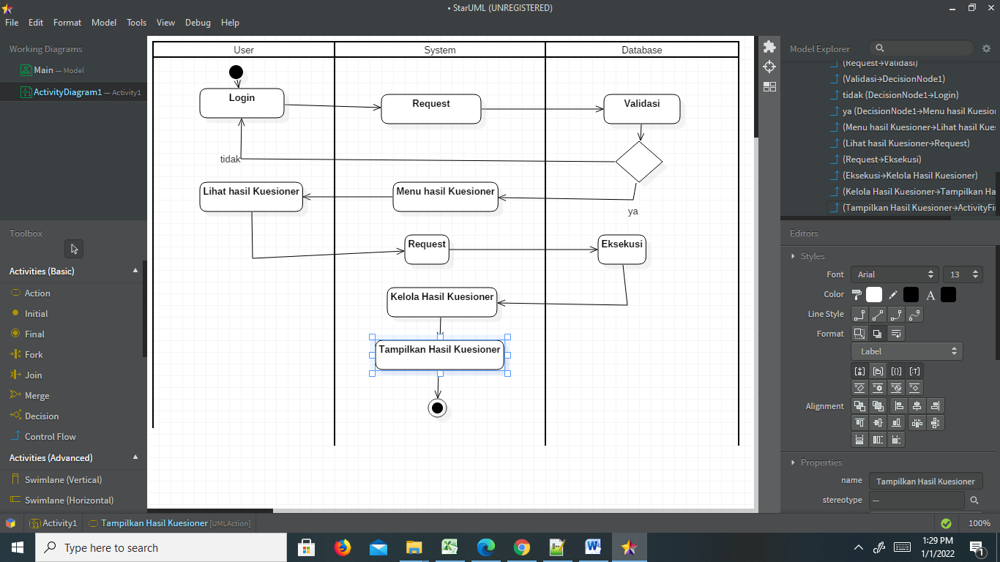 • StarUML (UNREGISTERED)
File Edit Format Model Tools View Debug Help
Working Diagrams
Main — Model
ActivityDiagram1 — Activity1
Toolbox
Activities (Basic)
Action
Initial
Final
Fork
Join
Merge
Decision
Control Flow
Activities (Advanced)
Swimlane (Vertical)
Swimlane (Horizontal)
User System Database
Login
Request
Validasi
tidak
Lihat hasil Kuesioner
Menu hasil Kuesioner
ya
Request
Eksekusi
Kelola Hasil Kuesioner
Tampilkan Hasil Kuesioner
Model Explorer
(Request→Validasi)
(Validasi→DecisionNode1)
tidak (DecisionNode1→Login)
ya (DecisionNode1→Menu hasil Kuesion
(Menu hasil Kuesioner→Lihat hasil Kues
(Lihat hasil Kuesioner→Request)
(Request→Eksekusi)
(Eksekusi→Kelola Hasil Kuesioner)
(Kelola Hasil Kuesioner→Tampilkan Ha
(Tampilkan Hasil Kuesioner→ActivityFi
Editors
Styles
Font Arial 13
Color A
Line Style
Format
Label
Alignment
Properties
name Tampilkan Hasil Kuesioner
stereotype —
Activity1 Tampilkan Hasil Kuesioner [UMLAction] 100%
Type here to search
1:29 PM
1/1/2022
1